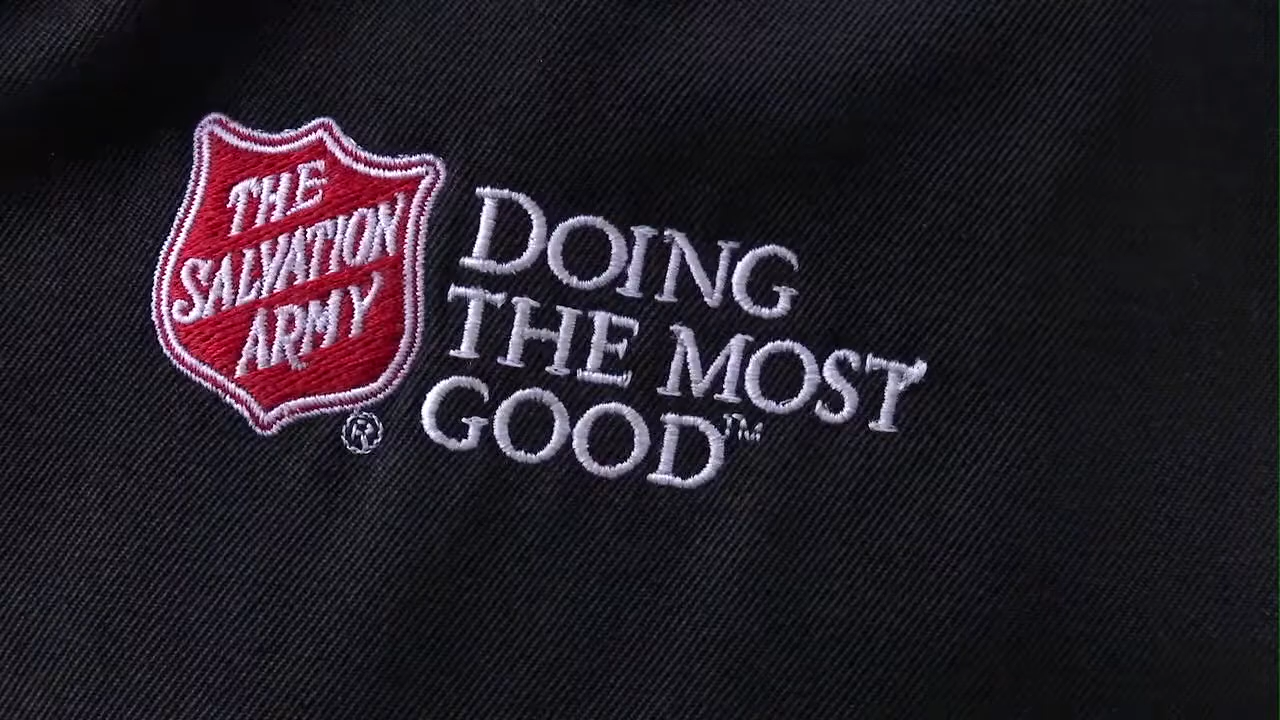 THE
SALVATION
ARMY
®
DOING
THE MOST
GOOD™